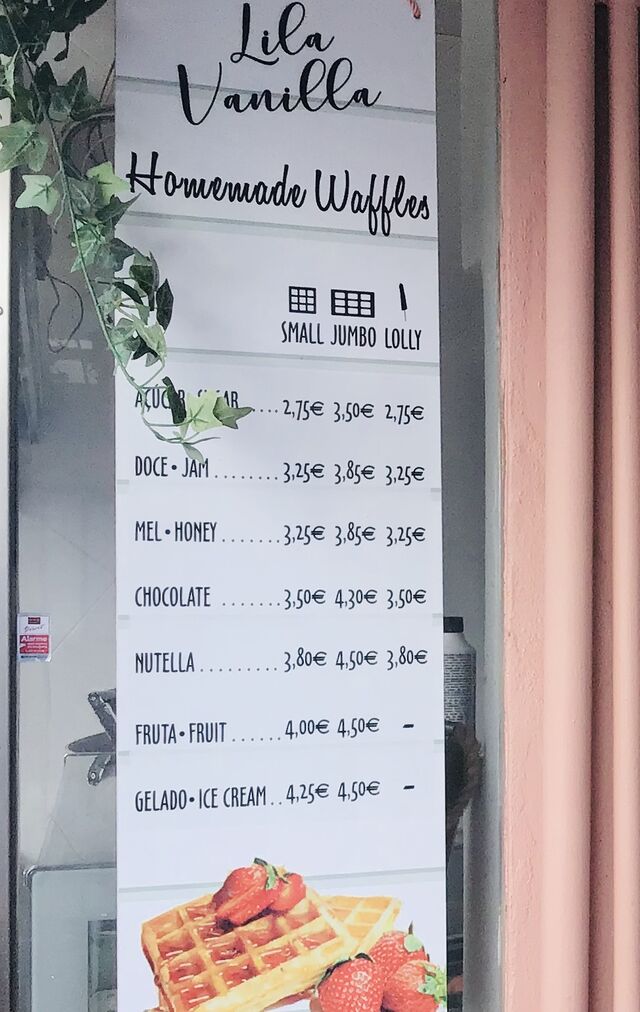 Lila
Vanilla
Homemade Waffles
SMALL JUMBO LOLLY
.... 2,75€ 3,50€ 2,75€
DOCE • JAM ........ 3,25€ 3,85€ 3,25€
MEL • HONEY ....... 3,25€ 3,85€ 3,25€
CHOCOLATE ....... 3,50€ 4,30€ 3,50€
NUTELLA ......... 3,80€ 4,50€ 3,80€
FRUTA • FRUIT ...... 4,00€ 4,50€ -
GELADO • ICE CREAM .. 4,25€ 4,50€ -
Alarme